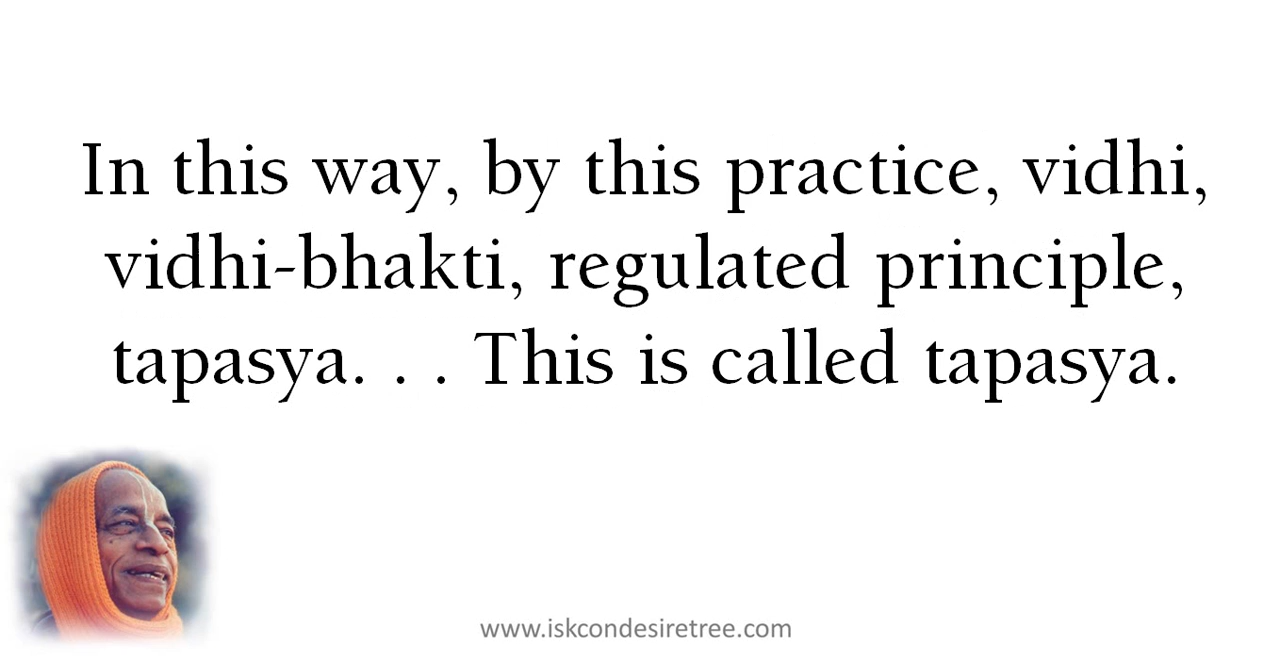 In this way, by this practice, vidhi,
vidhi-bhakti, regulated principle,
tapasya. . . This is called tapasya.
www.iskcondesiretree.com